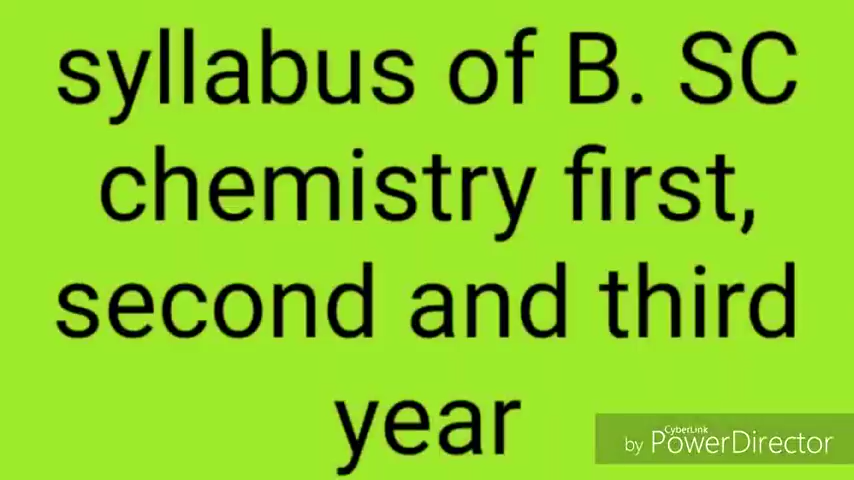 syllabus of B. SC
chemistry first,
second and third
year
CyberLink
by PowerDirector